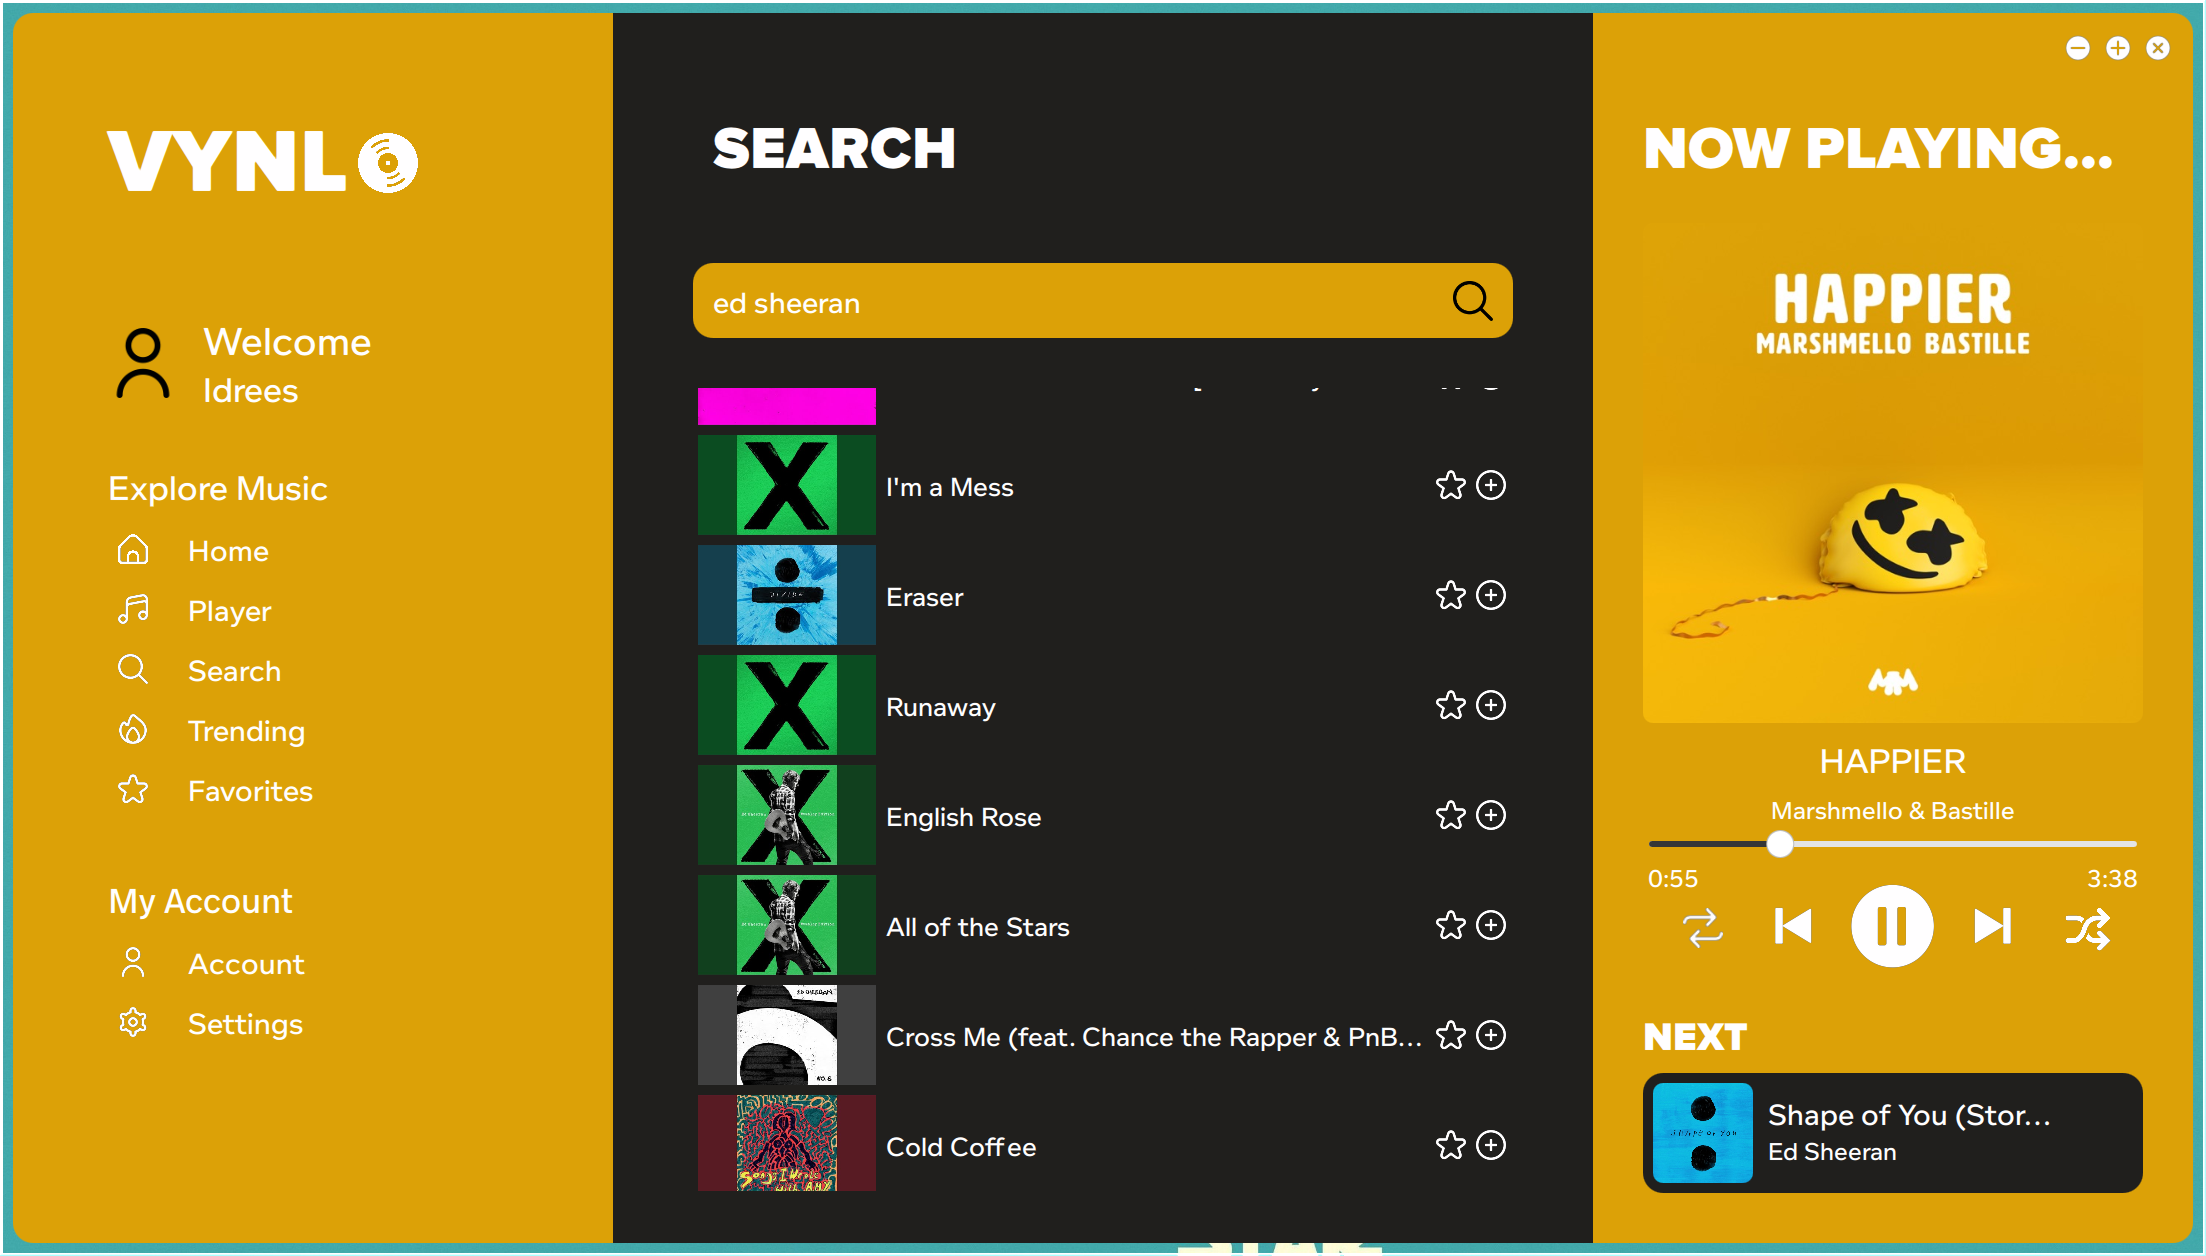 VYNL
Welcome
Idrees
Explore Music
Home
Player
Search
Trending
Favorites
My Account
Account
Settings
SEARCH
ed sheeran
I'm a Mess
Eraser
Runaway
English Rose
All of the Stars
Cross Me (feat. Chance the Rapper & PnB...
Cold Coffee
NOW PLAYING...
HAPPIER
MARSHMELLO BASTILLE
HAPPIER
Marshmello & Bastille
0:55
3:38
NEXT
Shape of You (Stor...
Ed Sheeran